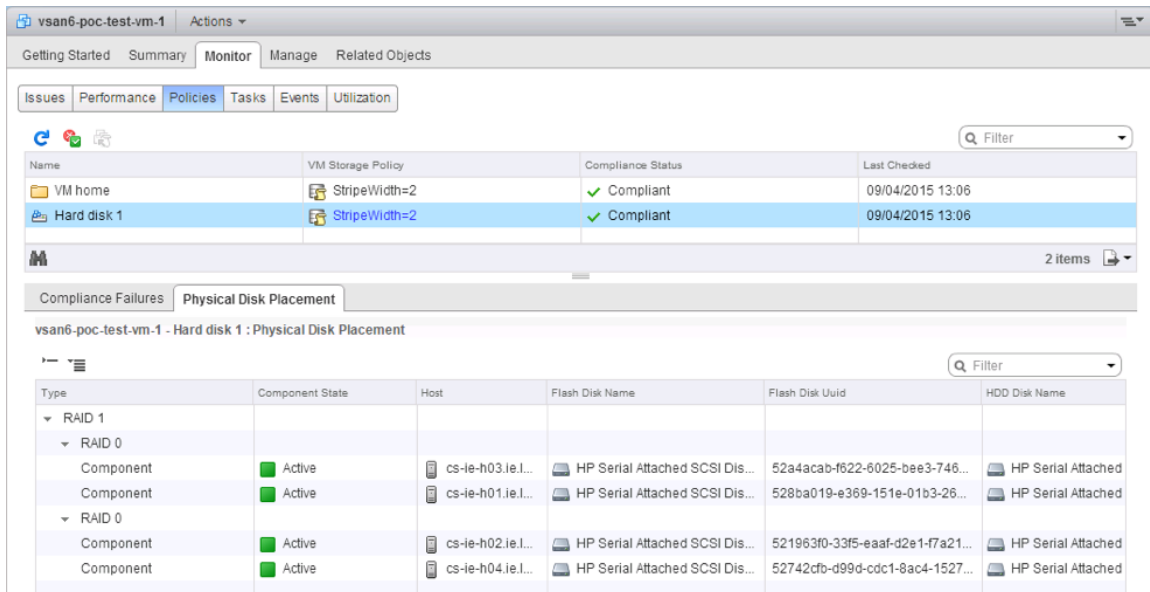 vsan6-poc-test-vm-1 Actions
Getting Started Summary Monitor Manage Related Objects
Issues Performance Policies Tasks Events Utilization
Filter
Name VM Storage Policy Compliance Status Last Checked
VM home StripeWidth=2 Compliant 09/04/2015 13:06
Hard disk 1 StripeWidth=2 Compliant 09/04/2015 13:06
2 items
Compliance Failures Physical Disk Placement
vsan6-poc-test-vm-1 - Hard disk 1 : Physical Disk Placement
Filter
Type Component State Host Flash Disk Name Flash Disk Uuid HDD Disk Name
RAID 1
RAID 0
Component Active cs-ie-h03.ie.l... HP Serial Attached SCSI Dis... 52a4acab-f622-6025-bee3-746... HP Serial Attached
Component Active cs-ie-h01.ie.l... HP Serial Attached SCSI Dis... 528ba019-e369-151e-01b3-26... HP Serial Attached
RAID 0
Component Active cs-ie-h02.ie.l... HP Serial Attached SCSI Dis... 521963f0-33f5-eaaf-d2e1-f7a21... HP Serial Attached
Component Active cs-ie-h04.ie.l... HP Serial Attached SCSI Dis... 52742cfb-d99d-cdc1-8ac4-1527... HP Serial Attached